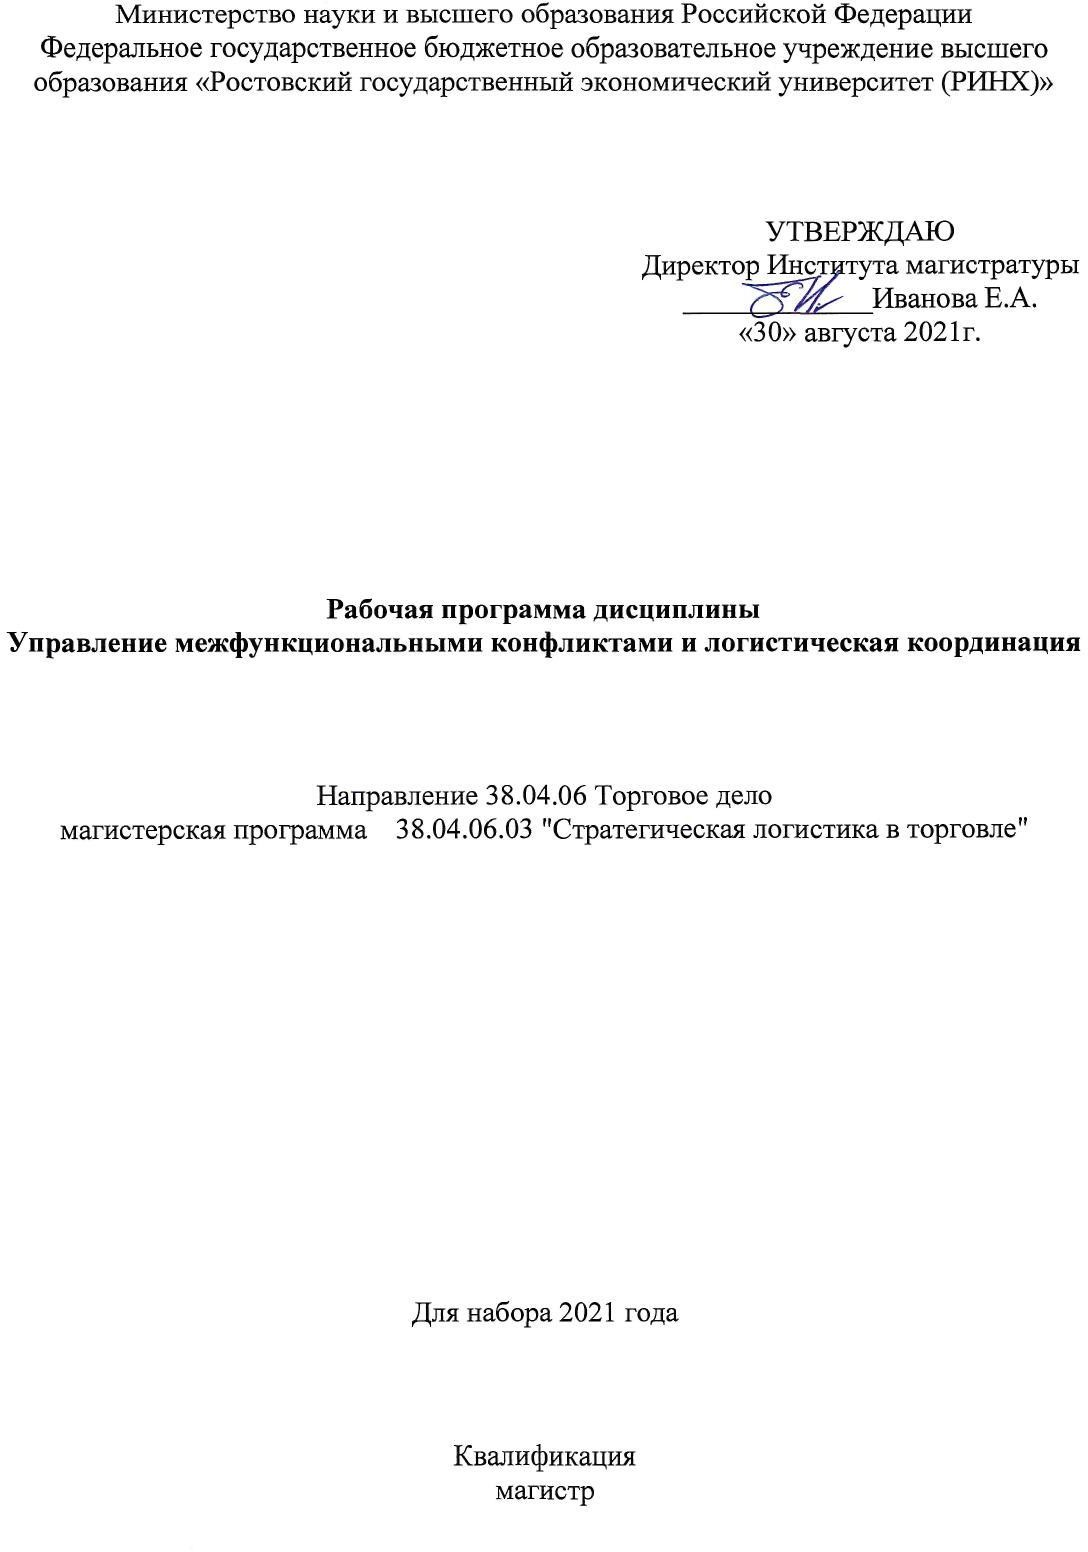 Министерство науки и высшего образования Российской Федерации
Федеральное государственное бюджетное образовательное учреждение высшего
образования «Ростовский государственный экономический университет (РИНХ)»
УТВЕРЖДАЮ
Директор Института магистратуры
Иванова Е.А.
«30» августа 2021г.
Рабочая программа дисциплины
Управление межфункциональными конфликтами и логистическая координация
Направление 38.04.06 Торговое дело
магистерская программа 38.04.06.03 "Стратегическая логистика в торговле"
Для набора 2021 года
Квалификация
магистр